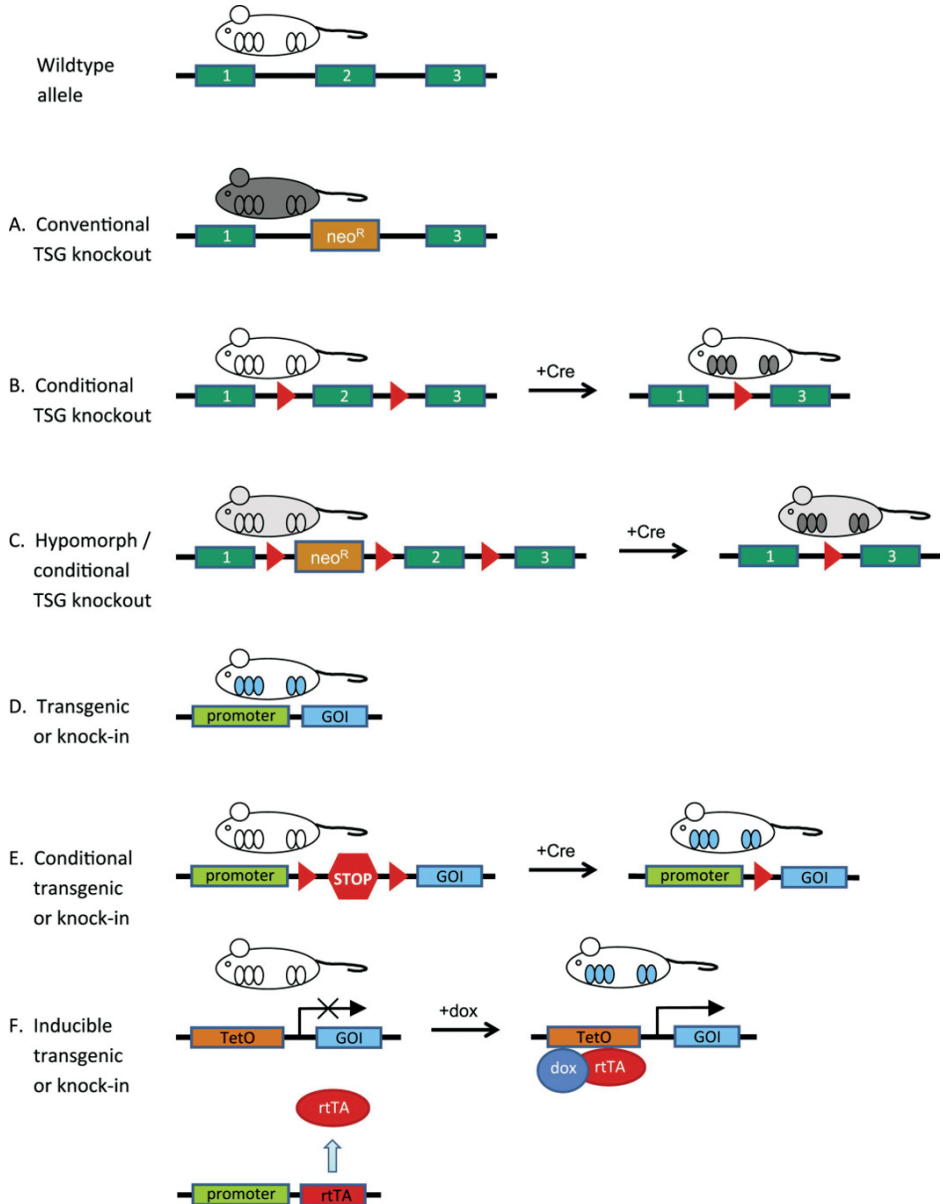 Wildtype
allele
1 2 3
A. Conventional
TSG knockout
1 neoR 3
B. Conditional
TSG knockout
1 2 3
+Cre
1 3
C. Hypomorph /
conditional
TSG knockout
1 neoR 2 3
+Cre
1 3
D. Transgenic
or knock-in
promoter GOI
E. Conditional
transgenic
or knock-in
promoter STOP GOI
+Cre
promoter GOI
F. Inducible
transgenic
or knock-in
TetO GOI
+dox
TetO GOI
dox rtTA
rtTA
promoter rtTA